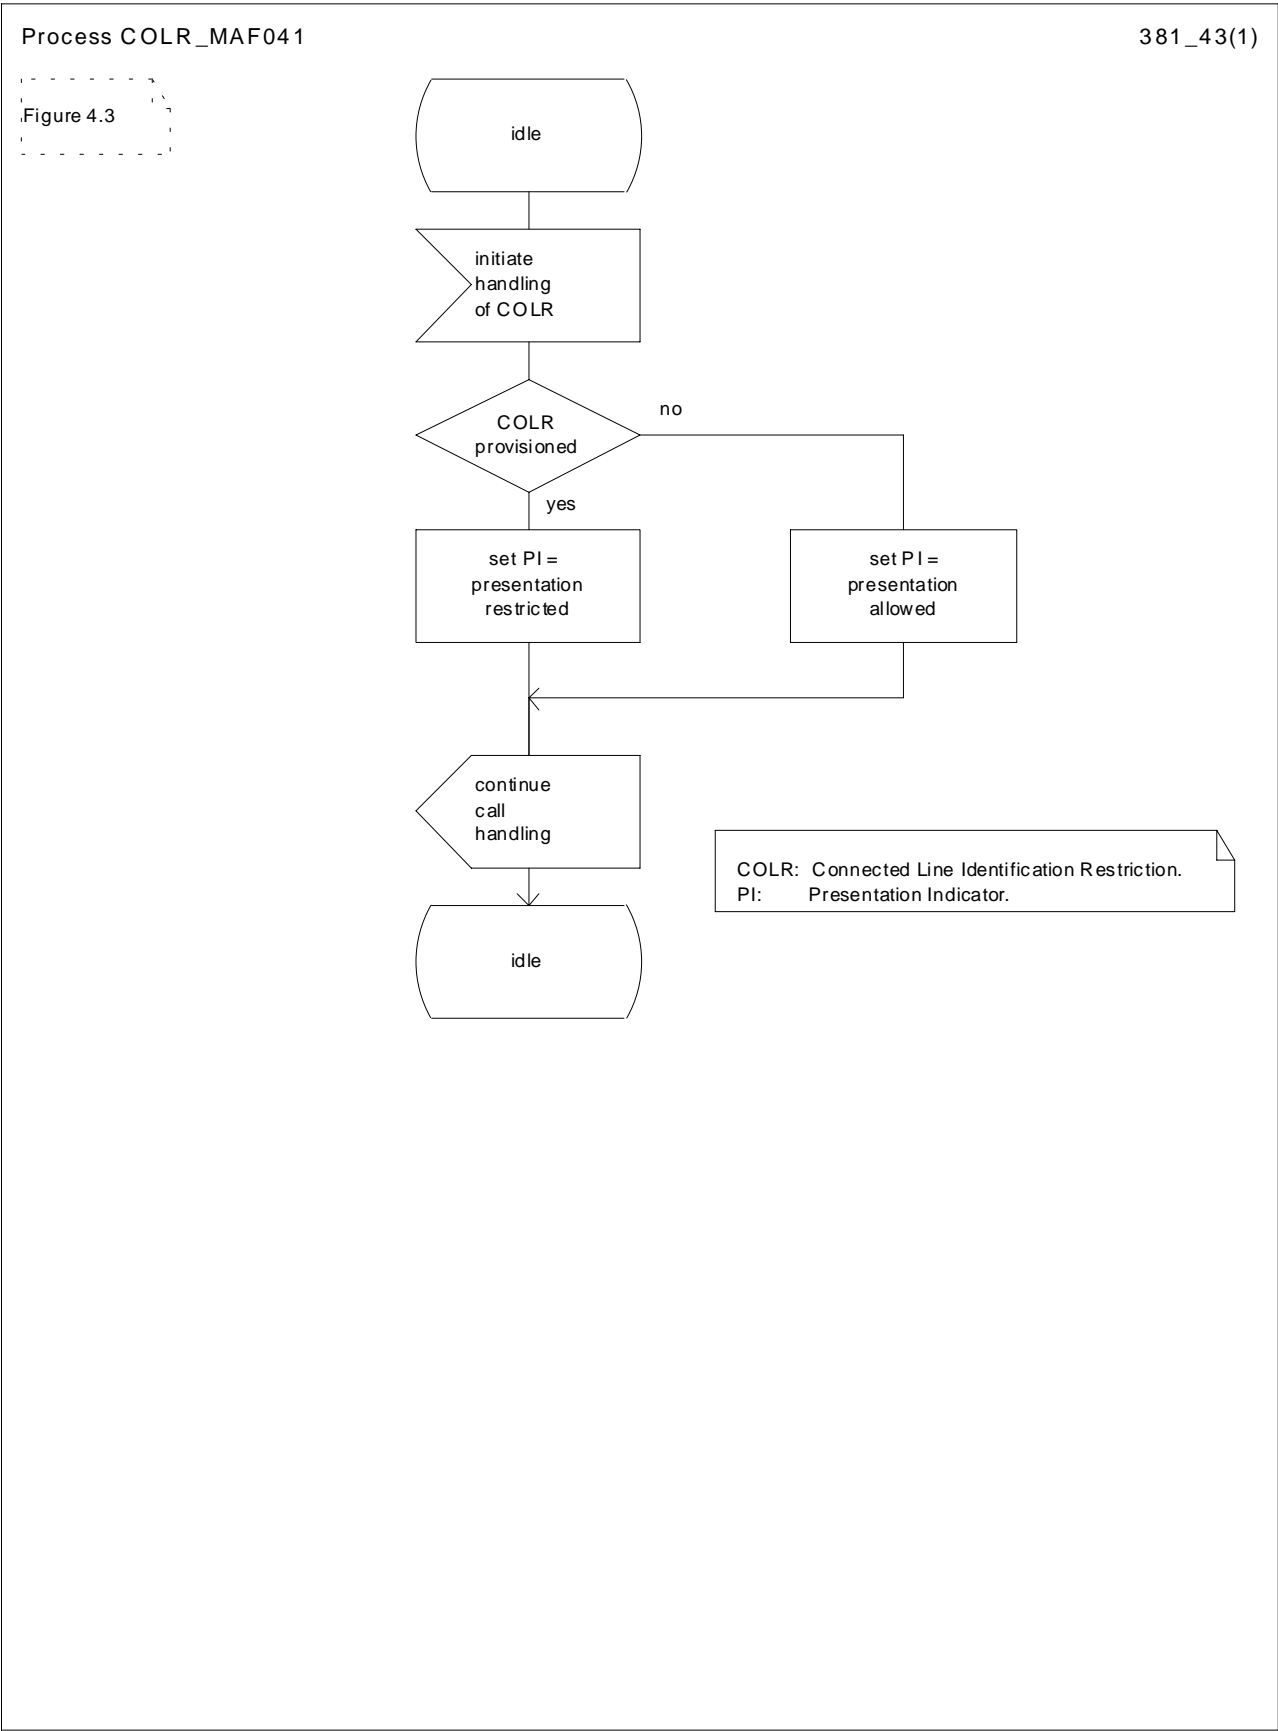 Process COLR_MAF041
381_43(1)
Figure 4.3
idle
initiate
handling
of COLR
COLR
provisioned
no
yes
set PI =
presentation
restricted
set PI =
presentation
allowed
continue
call
handling
COLR: Connected Line Identification Restriction.
PI: Presentation Indicator.
idle